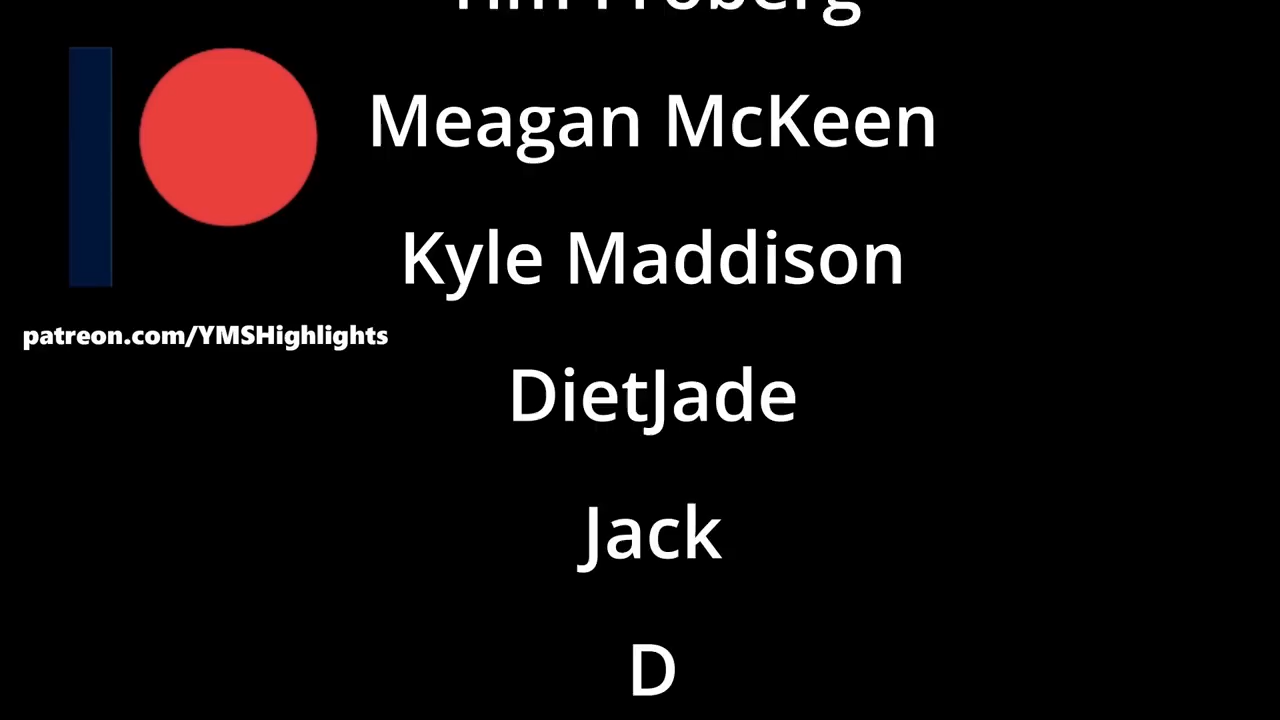 Meagan McKeen
Kyle Maddison
patreon.com/YMSHighlights
DietJade
Jack
D